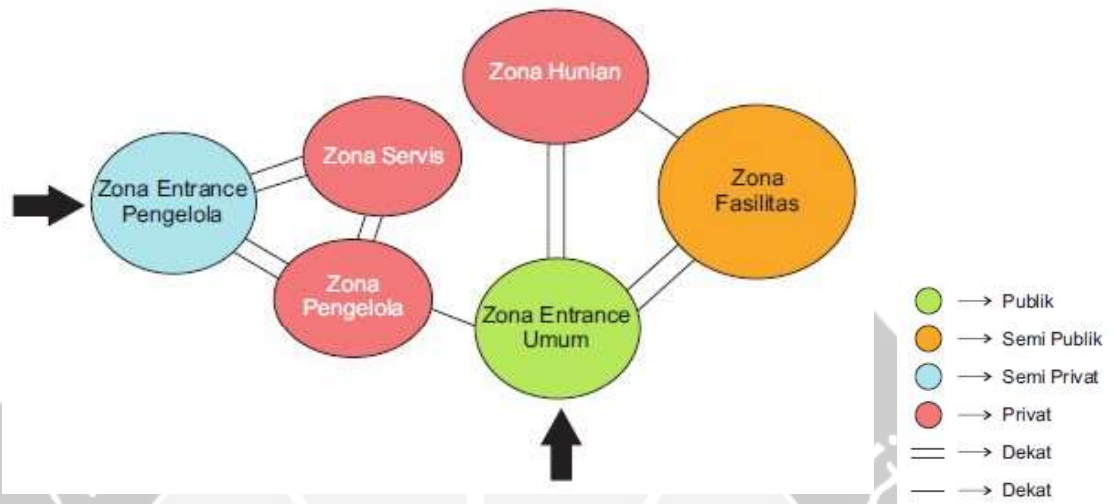 Zona Hunian
Zona Servis
Zona Entrance
Pengelola
Zona
Fasilitas
Zona
Pengelola
Zona Entrance
Umum
Publik
Semi Publik
Semi Privat
Privat
Dekat
Dekat